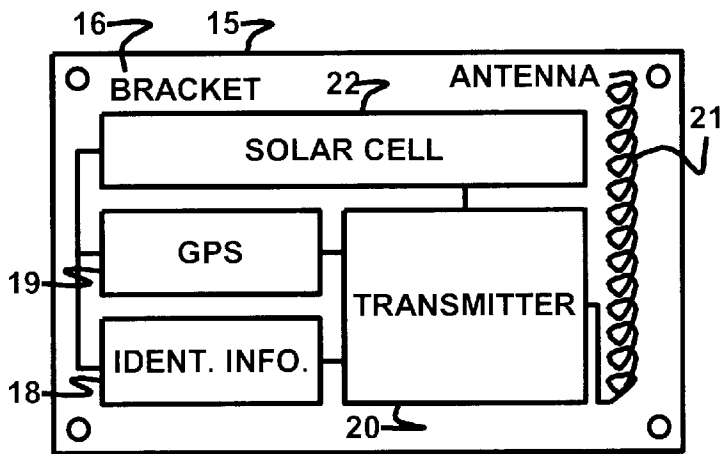 16 15
BRACKET 22 ANTENNA
21
SOLAR CELL
GPS
19
TRANSMITTER
IDENT. INFO.
18
20